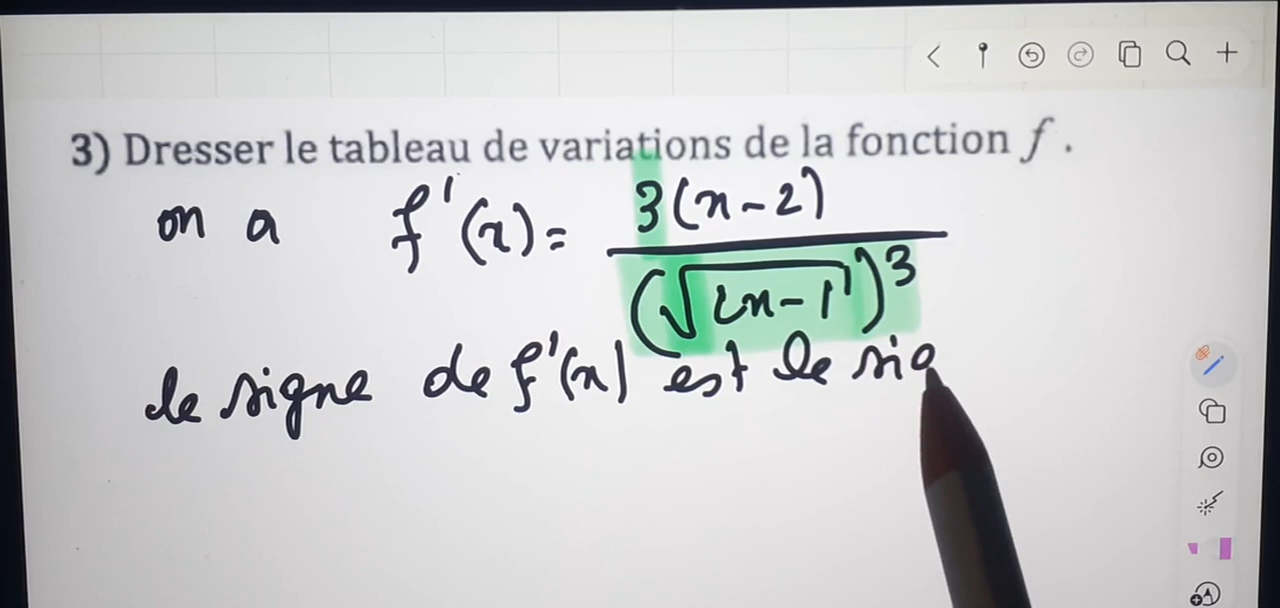 3) Dresser le tableau de variations de la fonction f .
on a f'(x) = 3(x-2) / (√2x-1)³
le signe de f'(x) est le sig